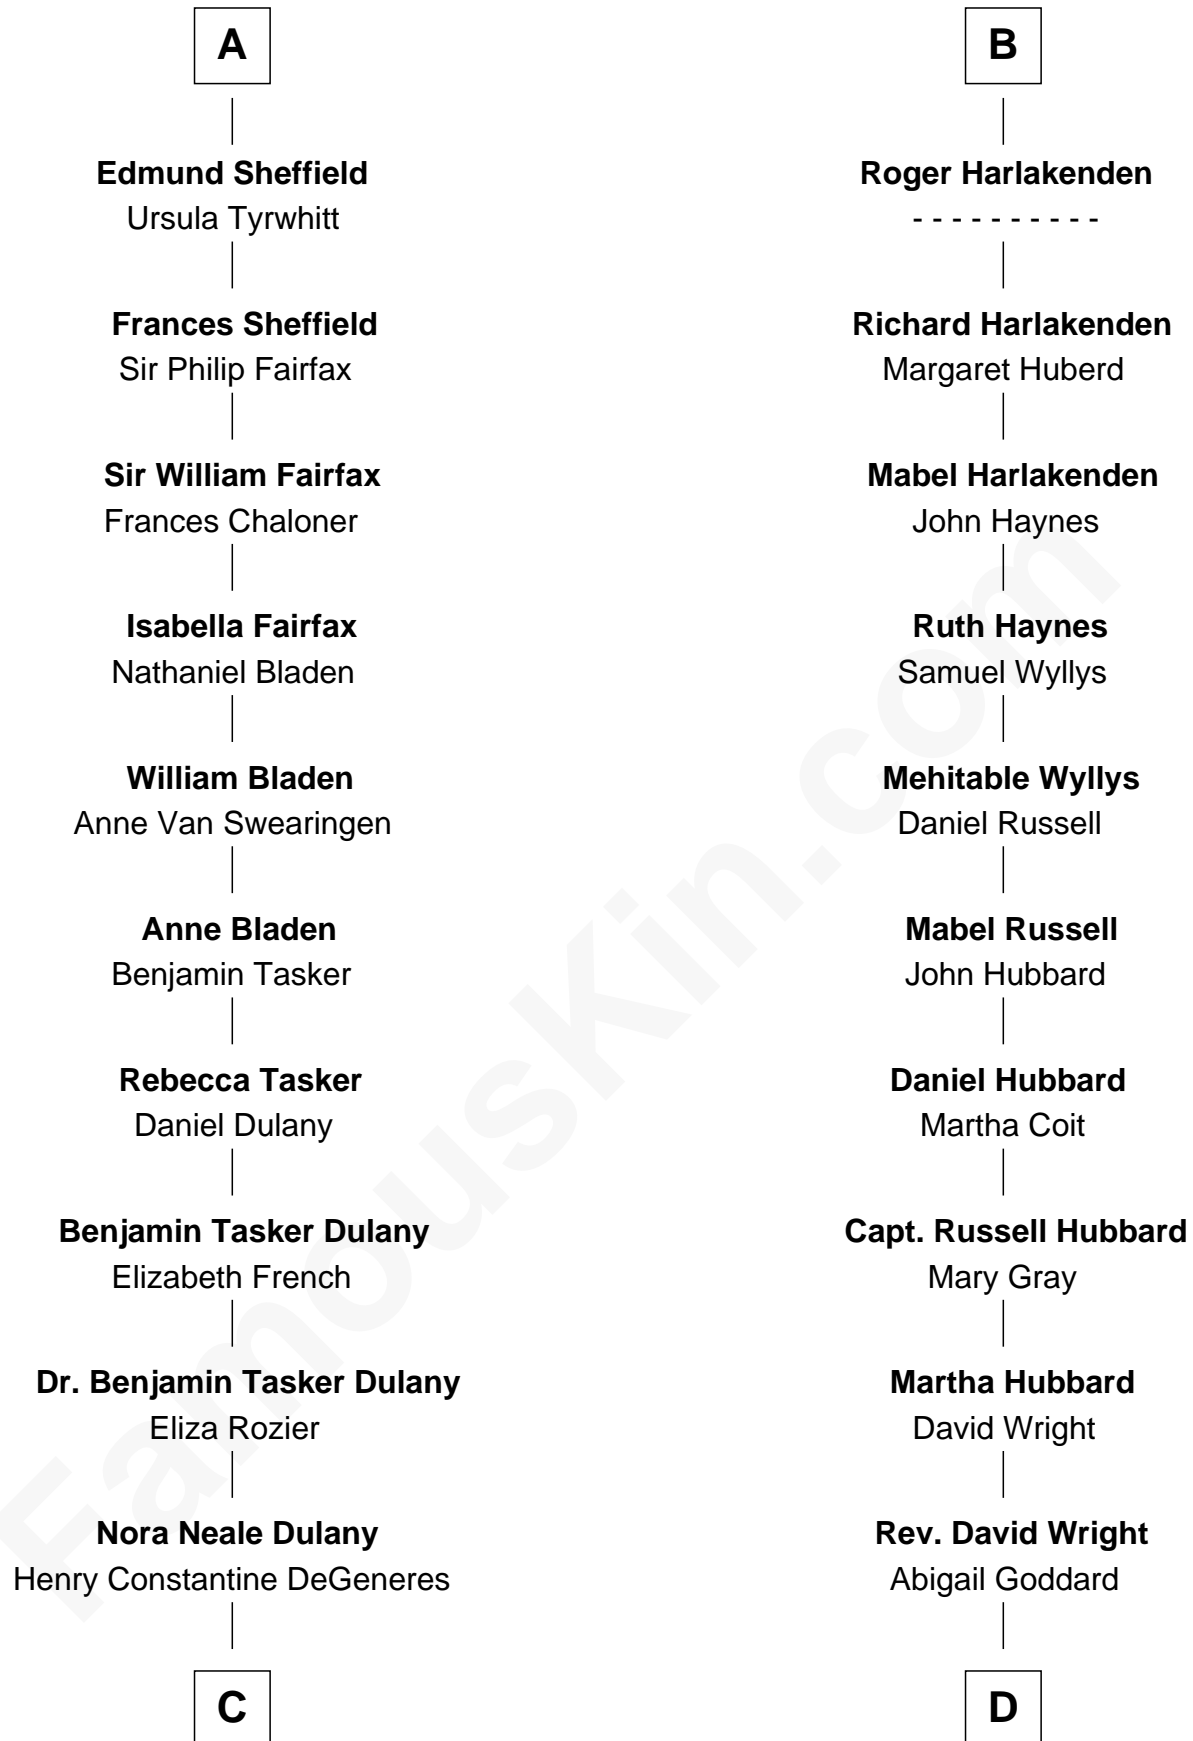 A
Edmund Sheffield
Ursula Tyrwhitt
Frances Sheffield
Sir Philip Fairfax
Sir William Fairfax
Frances Chaloner
Isabella Fairfax
Nathaniel Bladen
William Bladen
Anne Van Swearingen
Anne Bladen
Benjamin Tasker
Rebecca Tasker
Daniel Dulany
Benjamin Tasker Dulany
Elizabeth French
Dr. Benjamin Tasker Dulany
Eliza Rozier
Nora Neale Dulany
Henry Constantine DeGeneres
C
B
Roger Harlakenden
- - - - - - - - - -
Richard Harlakenden
Margaret Huberd
Mabel Harlakenden
John Haynes
Ruth Haynes
Samuel Wyllys
Mehitable Wyllys
Daniel Russell
Mabel Russell
John Hubbard
Daniel Hubbard
Martha Coit
Capt. Russell Hubbard
Mary Gray
Martha Hubbard
David Wright
Rev. David Wright
Abigail Goddard
D
FamousKin.com